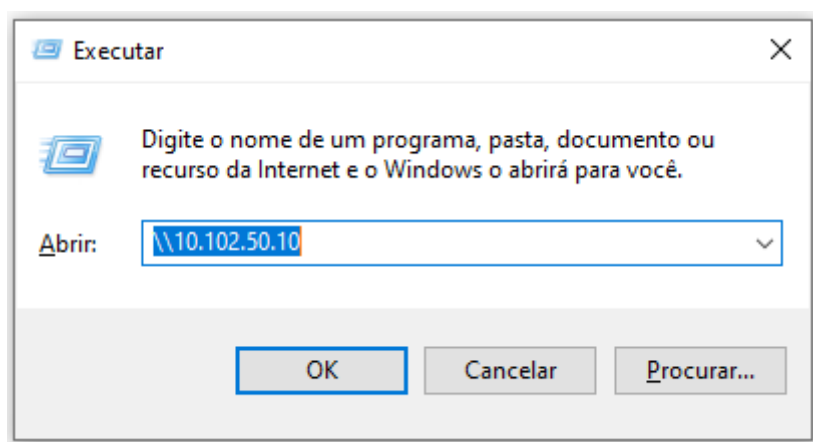 Executar
Digite o nome de um programa, pasta, documento ou
recurso da Internet e o Windows o abrirá para você.
Abrir: \\10.102.50.10
OK Cancelar Procurar...